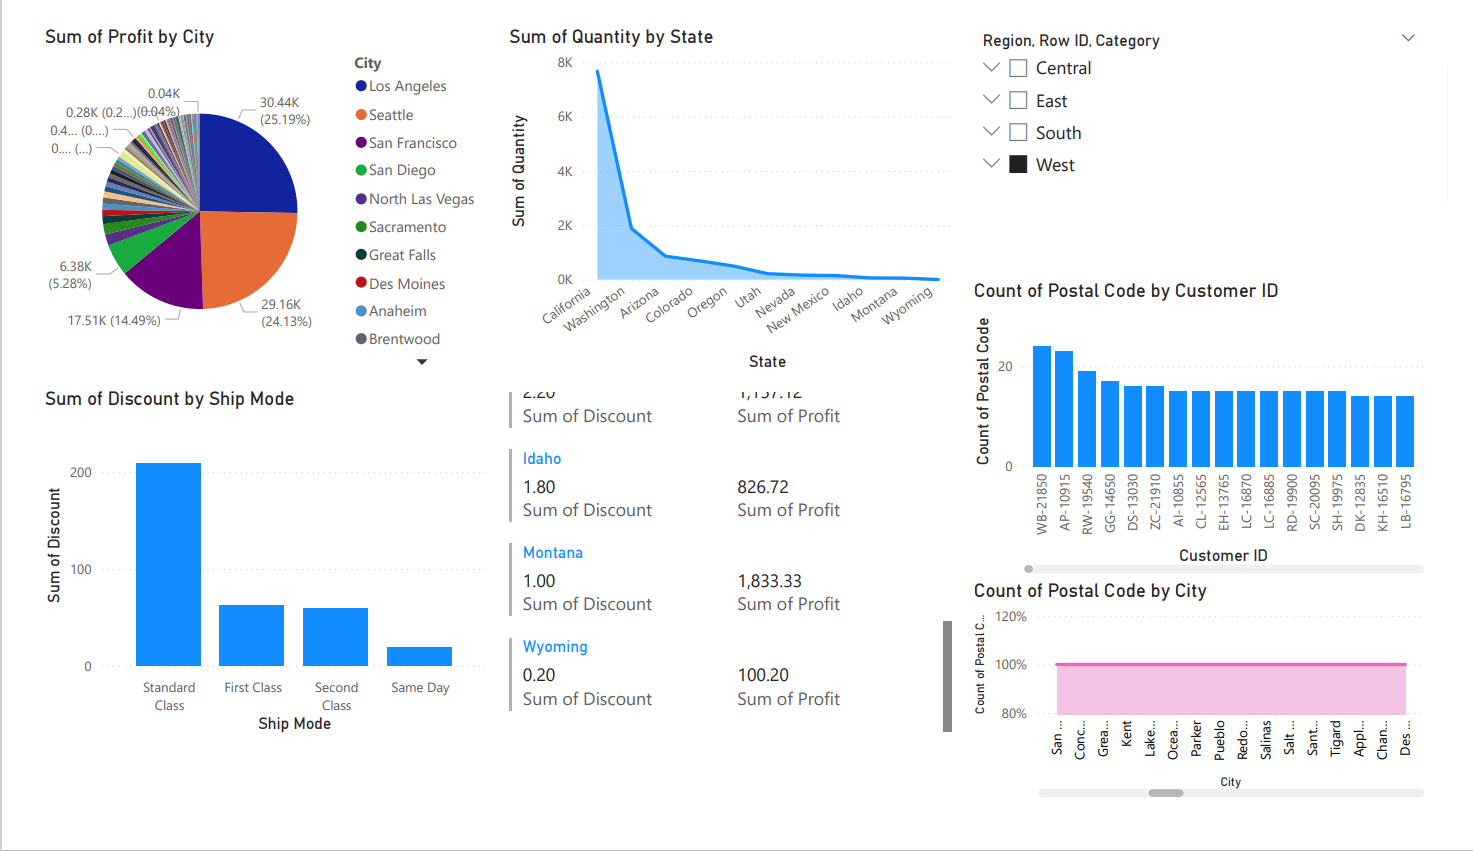 Sum of Profit by City
City
Los Angeles
Seattle
San Francisco
San Diego
North Las Vegas
Sacramento
Great Falls
Des Moines
Anaheim
Brentwood
0.04K
(0.04%)
0.28K (0.2...)
0.4... (0....)
0.... (...)
30.44K
(25.19%)
6.38K
(5.28%)
17.51K (14.49%)
29.16K
(24.13%)
Sum of Quantity by State
Sum of Quantity
8K
6K
4K
2K
0K
California
Washington
Arizona
Colorado
Oregon
Utah
Nevada
New Mexico
Idaho
Montana
Wyoming
State
Region, Row ID, Category
Central
East
South
West
Sum of Discount by Ship Mode
Sum of Discount
200
100
0
Standard
Class
First Class
Second
Class
Same Day
Ship Mode
2.20 1,157.12
Sum of Discount Sum of Profit
Idaho
1.80 826.72
Sum of Discount Sum of Profit
Montana
1.00 1,833.33
Sum of Discount Sum of Profit
Wyoming
0.20 100.20
Sum of Discount Sum of Profit
Count of Postal Code by Customer ID
Count of Postal Code
20
0
WB-21850
AP-10915
RW-19540
GG-14650
DS-13030
ZC-21910
AI-10855
CL-12565
EH-13765
LC-16870
LC-16885
RD-19900
SC-20095
SH-19975
DK-12835
KH-16510
LB-16795
Customer ID
Count of Postal Code by City
Count of Postal C...
120%
100%
80%
San ...
Conc...
Grea...
Kent
Lake...
Ocea...
Parker
Pueblo
Redo...
Salinas
Salt ...
Sant...
Tigard
Appl...
Chan...
Des ...
City